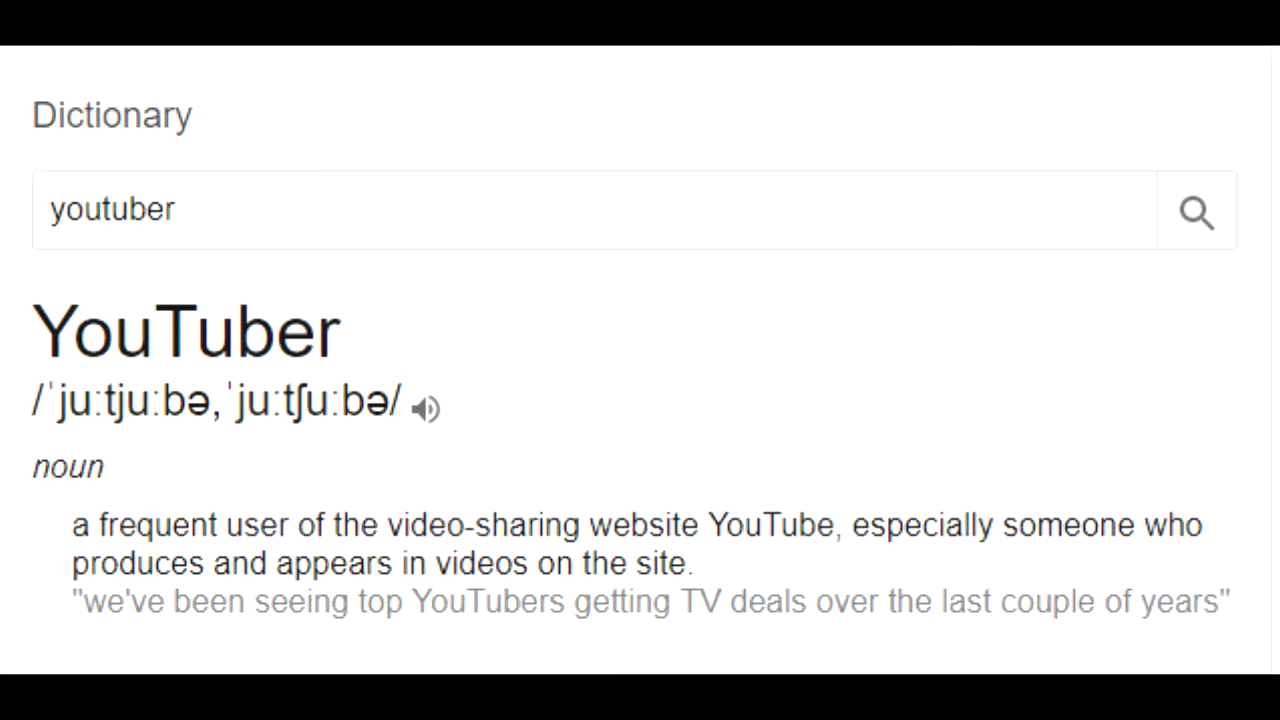 Dictionary
youtuber
YouTuber
/ˈjuːtjuːbə,ˈjuːtʃuːbə/
noun
a frequent user of the video-sharing website YouTube, especially someone who
produces and appears in videos on the site.
"we've been seeing top YouTubers getting TV deals over the last couple of years"